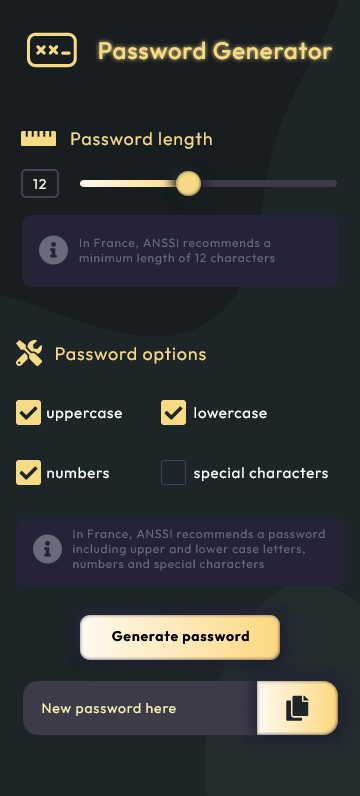 Password Generator
Password length
12
In France, ANSSI recommends a
minimum length of 12 characters
Password options
uppercase
lowercase
numbers
special characters
In France, ANSSI recommends a password
including upper and lower case letters,
numbers and special characters
Generate password
New password here